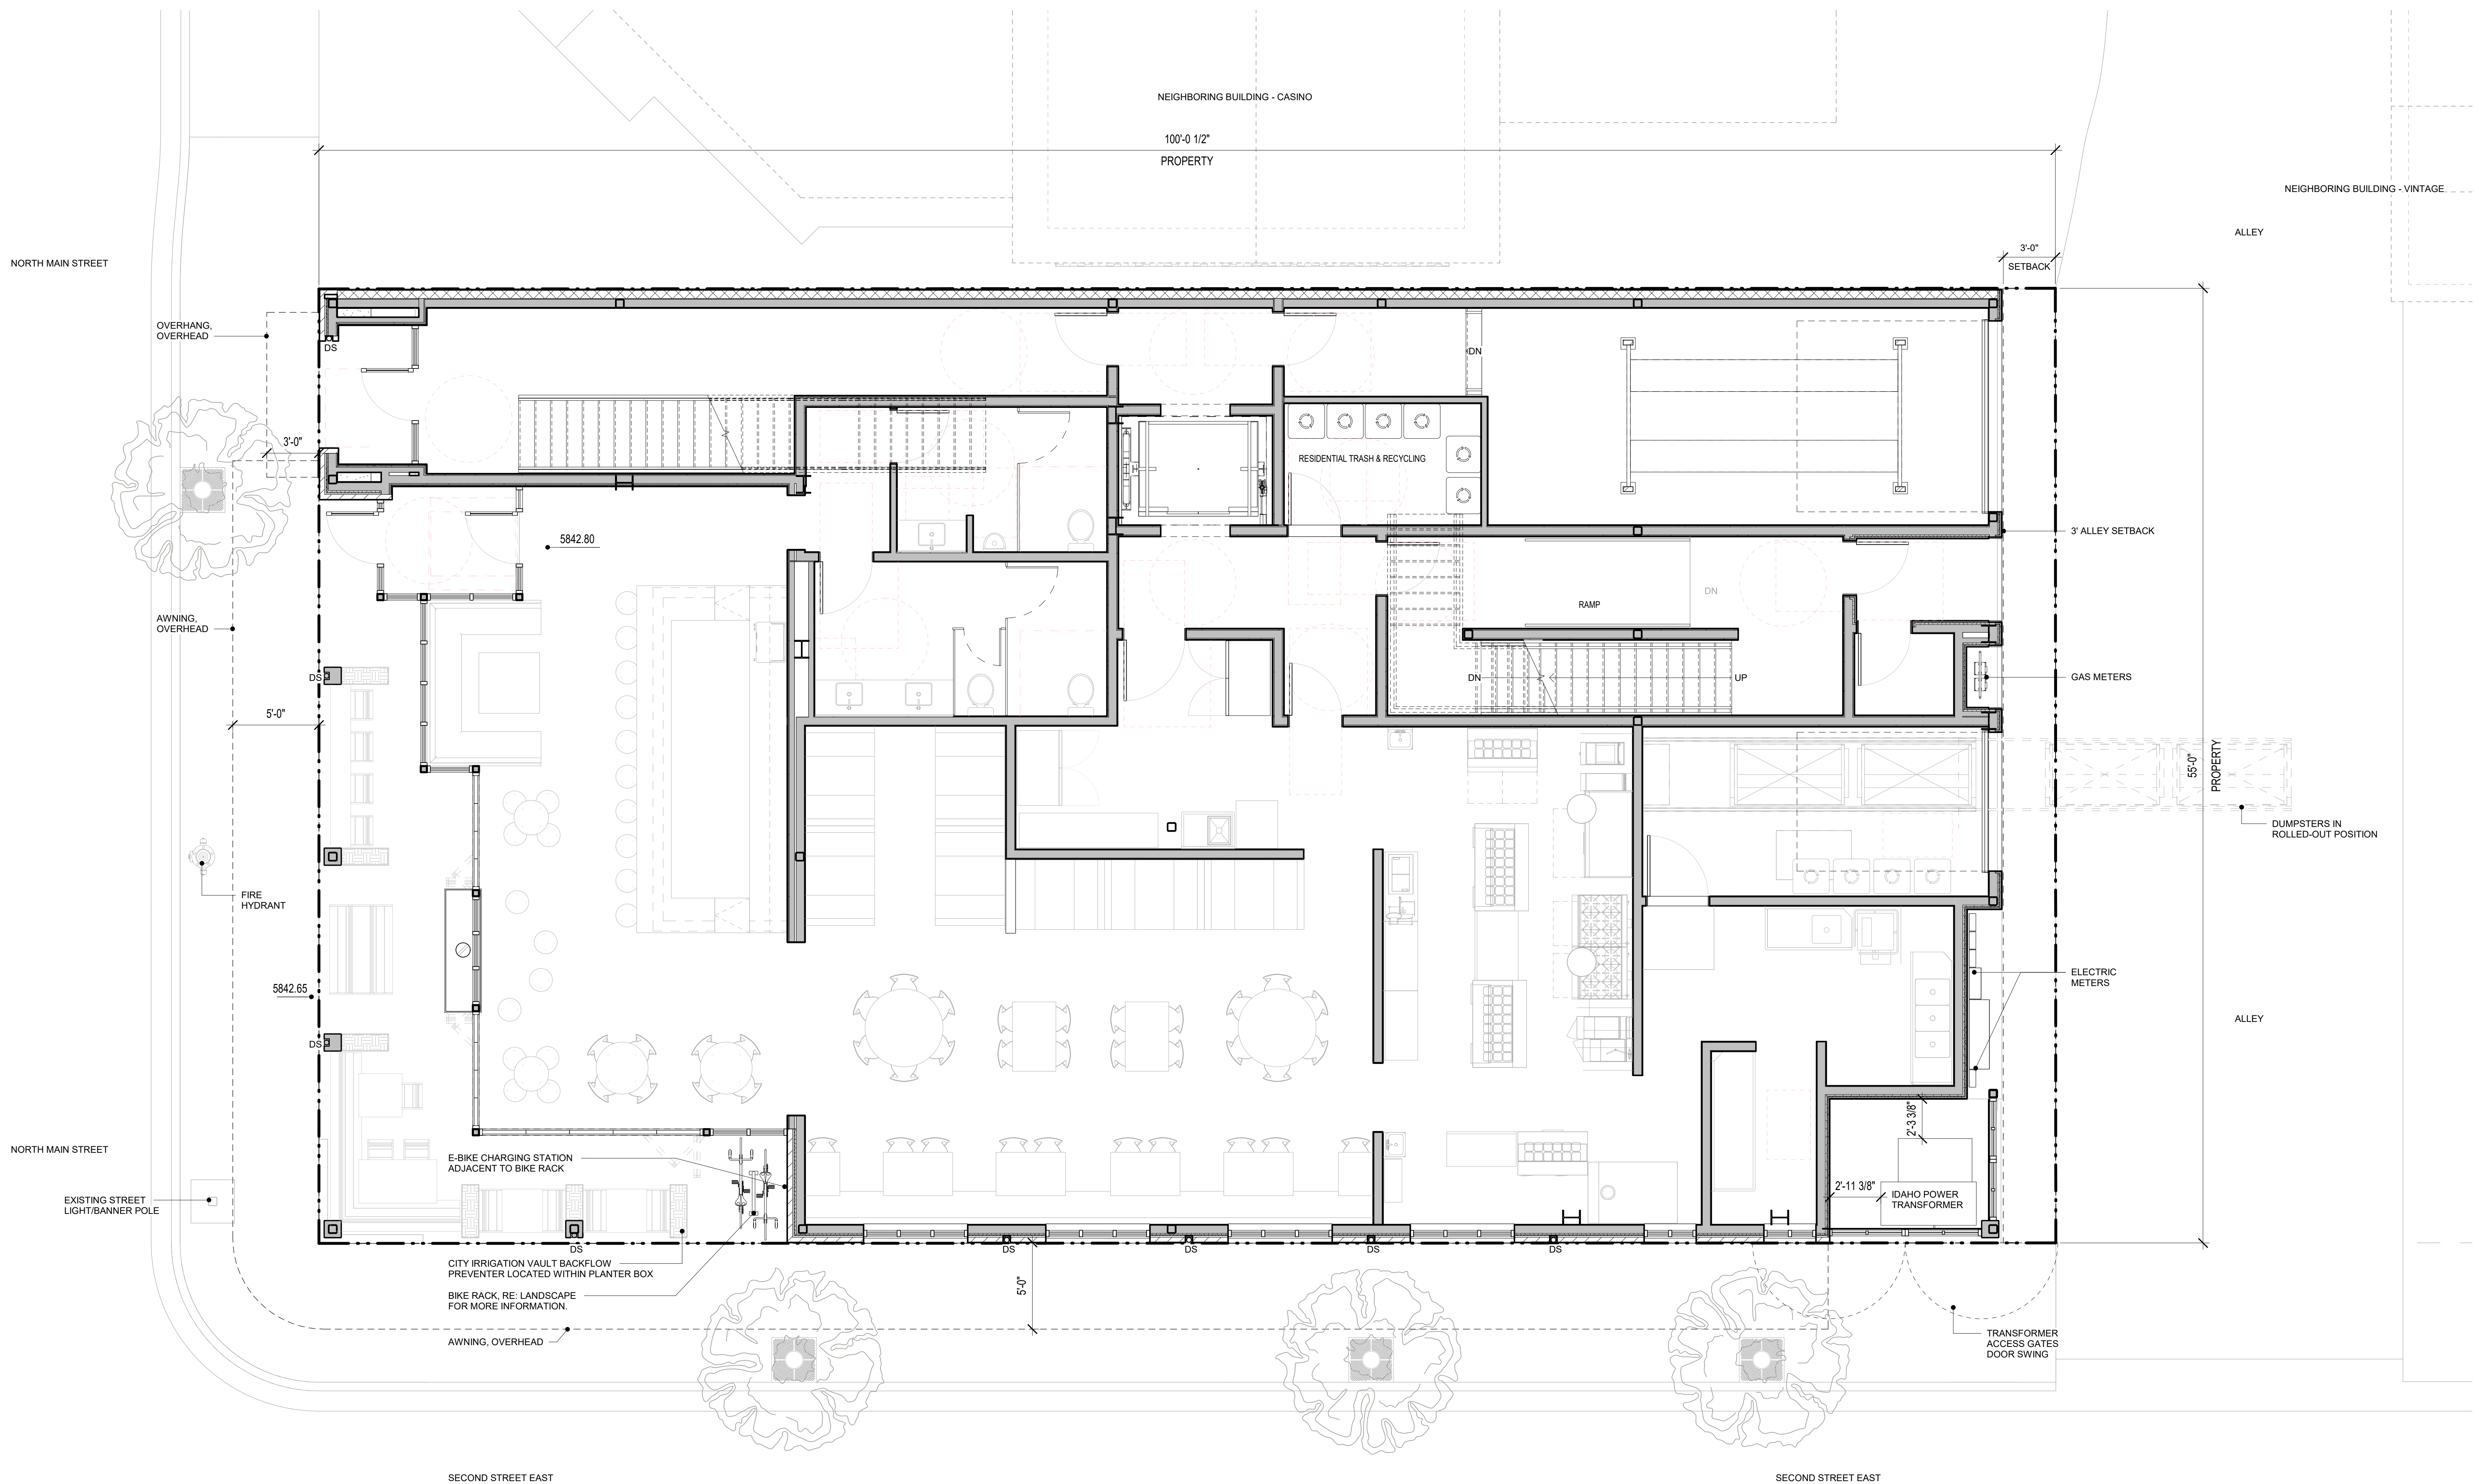 NEIGHBORING BUILDING - CASINO
100'-0 1/2"
PROPERTY
NEIGHBORING BUILDING - VINTAGE
ALLEY
3'-0"
SETBACK
NORTH MAIN STREET
OVERHANG,
OVERHEAD
DS
DN
3'-0"
RESIDENTIAL TRASH & RECYCLING
5842.80
3' ALLEY SETBACK
DN
RAMP
AWNING,
OVERHEAD
DS
DN
UP
GAS METERS
5'-0"
55'-0"
PROPERTY
DUMPSTERS IN
ROLLED-OUT POSITION
FIRE
HYDRANT
5842.65
ELECTRIC
METERS
ALLEY
DS
2'-3 3/8"
NORTH MAIN STREET
E-BIKE CHARGING STATION
ADJACENT TO BIKE RACK
2'-11 3/8"
IDAHO POWER
TRANSFORMER
EXISTING STREET
LIGHT/BANNER POLE
DS
DS
DS
DS
DS
CITY IRRIGATION VAULT BACKFLOW
PREVENTER LOCATED WITHIN PLANTER BOX
5'-0"
BIKE RACK, RE: LANDSCAPE
FOR MORE INFORMATION.
AWNING, OVERHEAD
TRANSFORMER
ACCESS GATES
DOOR SWING
SECOND STREET EAST
SECOND STREET EAST